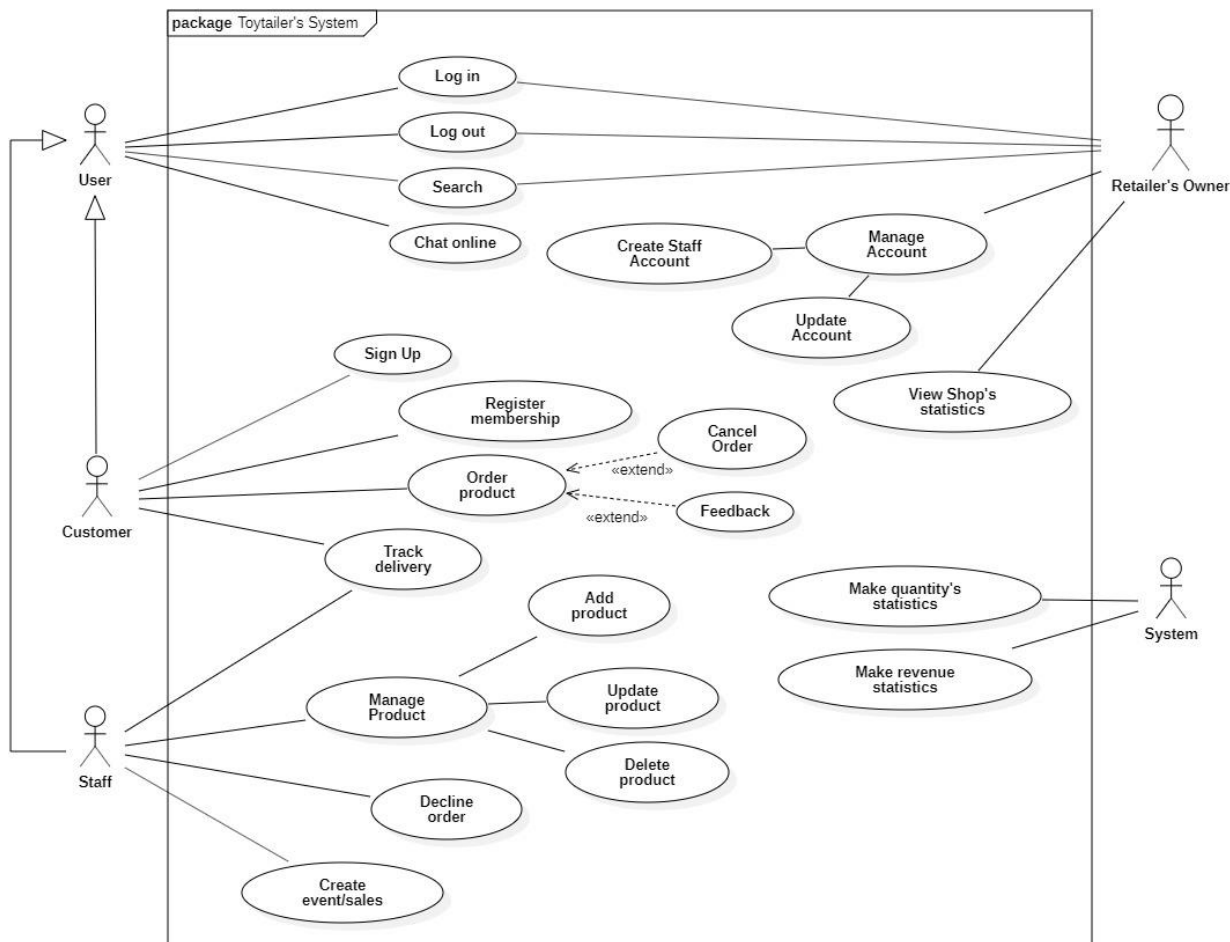 package Toytailer's System
Log in
Log out
Search
Chat online
User
Retailer's Owner
Create Staff
Account
Manage
Account
Update
Account
View Shop's
statistics
Sign Up
Register
membership
Order
product
Cancel
Order
«extend»
Feedback
«extend»
Customer
Track
delivery
Add
product
Make quantity's
statistics
System
Make revenue
statistics
Manage
Product
Update
product
Delete
product
Staff
Decline
order
Create
event/sales